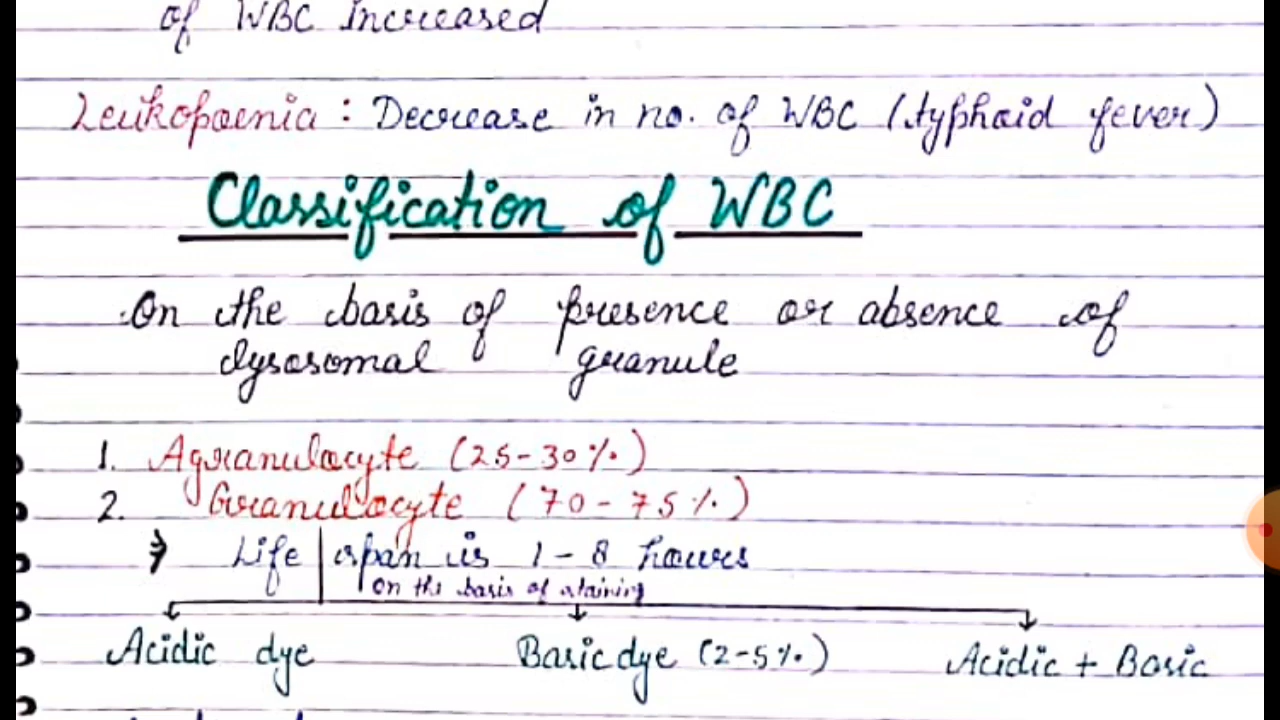 of WBC Increased
Leukopaenia : Decrease in no. of WBC (typhoid fever)
Classification of WBC
On the basis of presence or absence of
lysosomal granule
1. Agranulocyte (25-30%)
2. Granulocyte (70-75%)
Life span is 1-8 hours
on the basis of staining
Acidic dye Basic dye (2-5%) Acidic + Basic